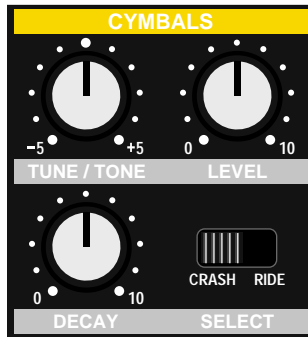 CYMBALS
-5 +5 0 10
TUNE / TONE LEVEL
0 10 CRASH RIDE
DECAY SELECT